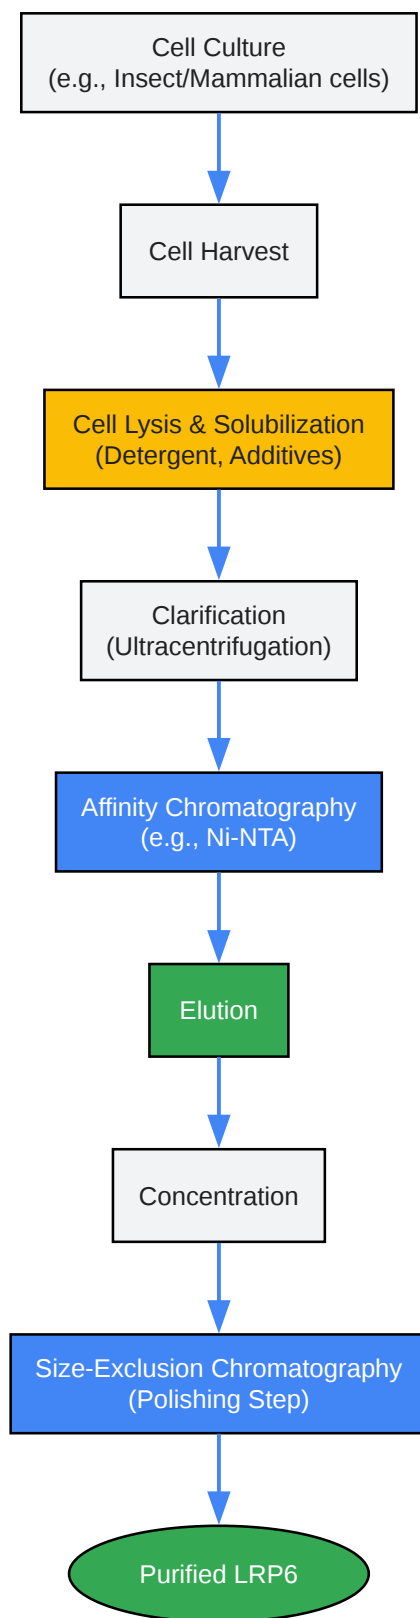 Cell Culture
(e.g., Insect/Mammalian cells)
Cell Harvest
Cell Lysis & Solubilization
(Detergent, Additives)
Clarification
(Ultracentrifugation)
Affinity Chromatography
(e.g., Ni-NTA)
Elution
Concentration
Size-Exclusion Chromatography
(Polishing Step)
Purified LRP6